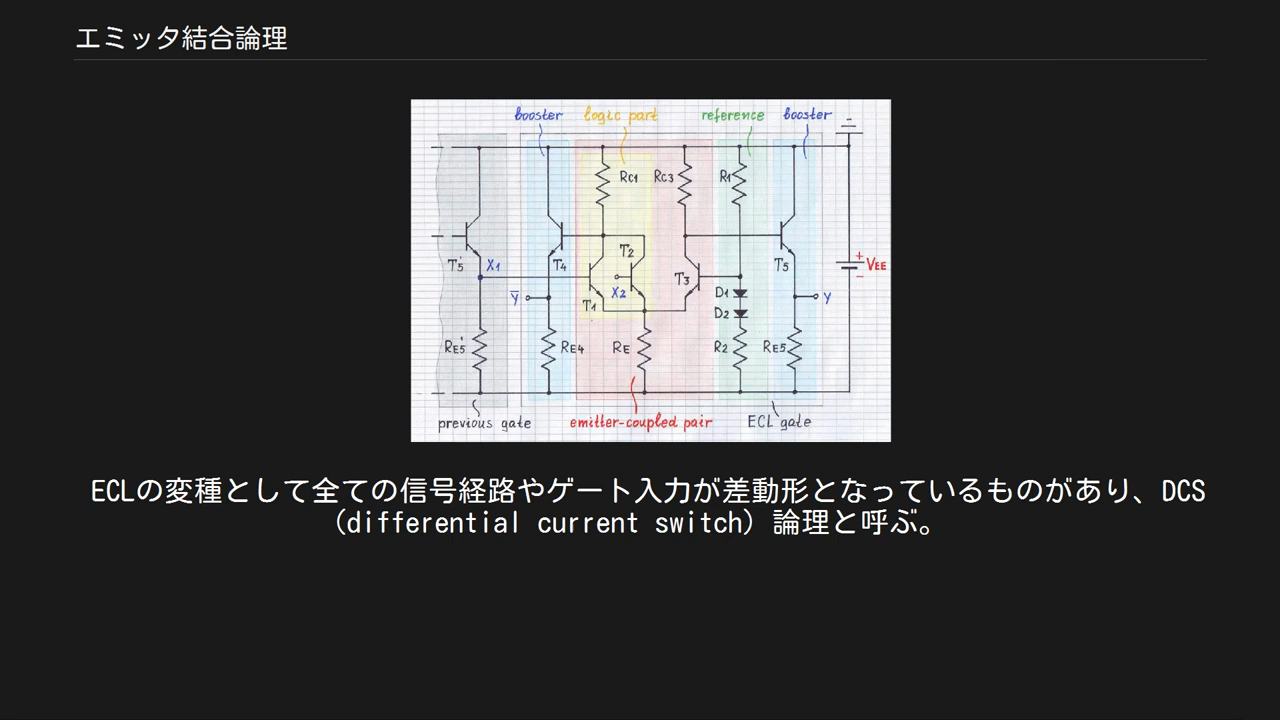 エミッタ結合論理
booster logic part reference booster
RC1 RC3 R1
T5' X1 T4 T2 T3 T5 + VEE
−
Y̅ T1 X2 D1 Y
D2
RE5' RE4 RE R2 RE5
previous gate emitter-coupled pair ECL gate
ECLの変種として全ての信号経路やゲート入力が差動形となっているものがあり、DCS
(differential current switch) 論理と呼ぶ。